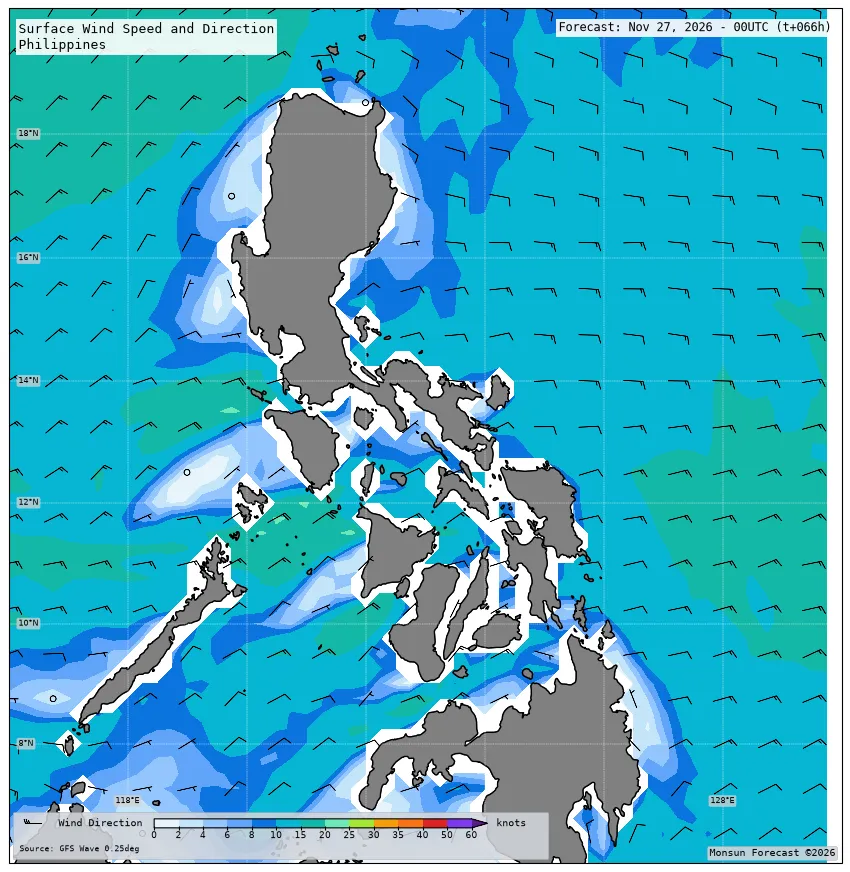 Surface Wind Speed and Direction
Philippines
Forecast: Nov 27, 2026 - 00UTC (t+066h)
18°N
16°N
14°N
12°N
10°N
8°N
118°E
128°E
Wind Direction
0 2 4 6 8 10 15 20 25 30 35 40 50 60
knots
Source: GFS Wave 0.25deg
Monsun Forecast ©2026